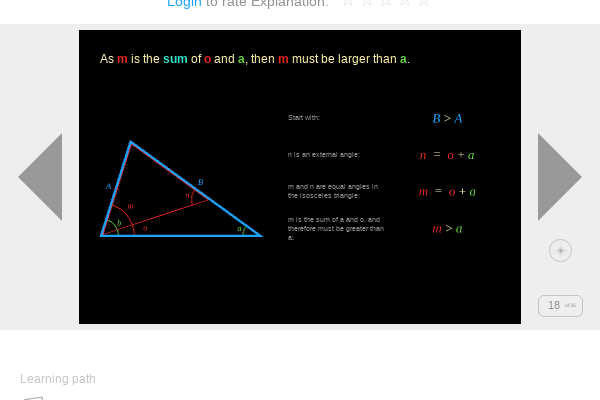 Login to rate Explanation: ☆ ☆ ☆ ☆ ☆
As m is the sum of o and a, then m must be larger than a.
Start with: B > A
n is an external angle: n = o + a
m and n are equal angles in
the isosceles triangle: m = o + a
m is the sum of a and o, and
therefore must be greater than
a: m > a
A B
m n
b o a
18 of 36
Learning path